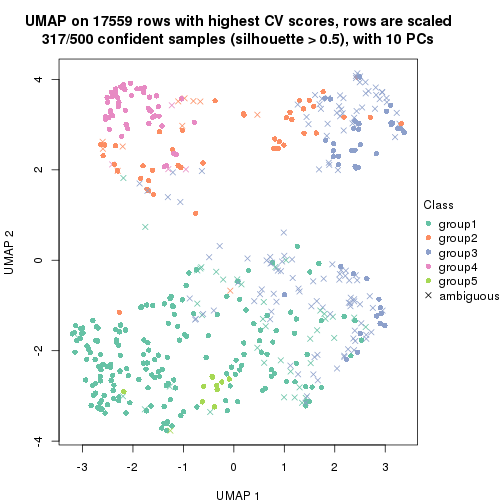 UMAP on 17559 rows with highest CV scores, rows are scaled
317/500 confident samples (silhouette > 0.5), with 10 PCs
4
2
0
-2
-4
UMAP 2
-3
-2
-1
0
1
2
3
UMAP 1
Class
group1
group2
group3
group4
group5
ambiguous